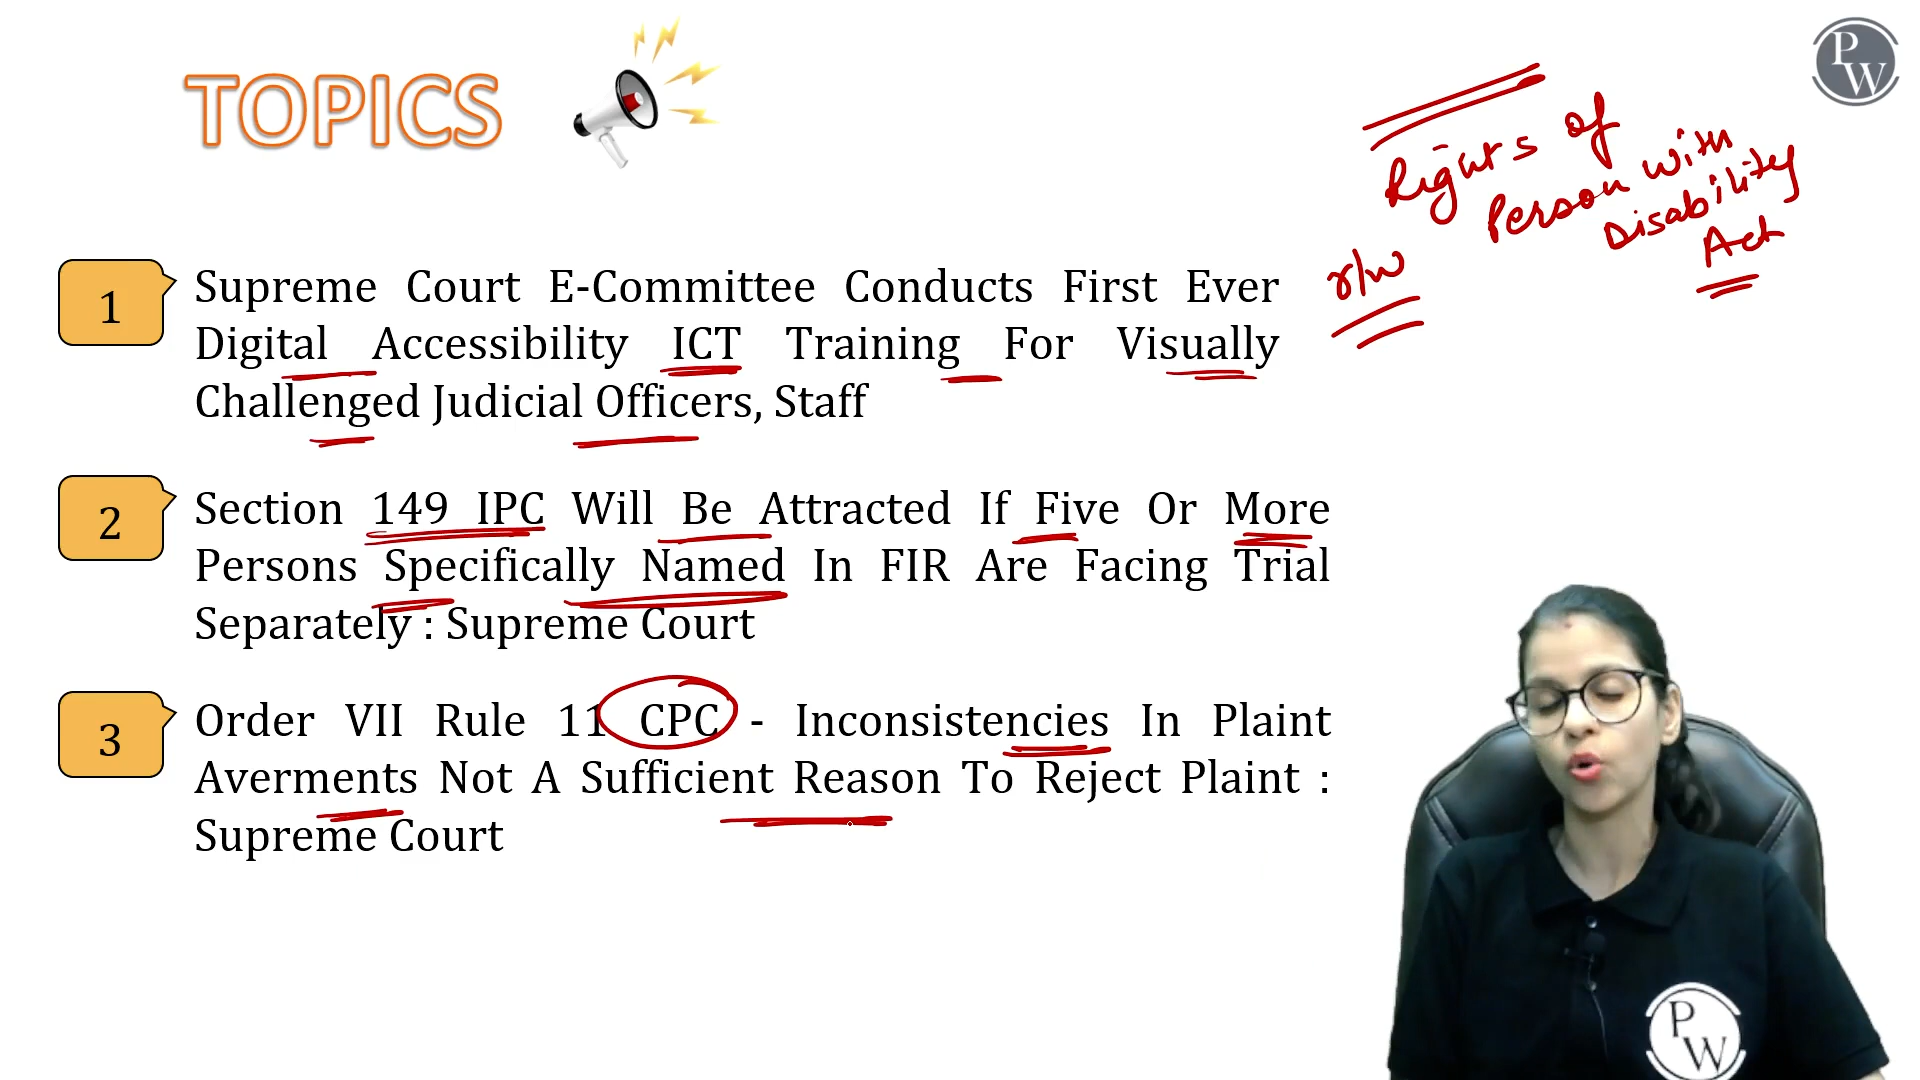 TOPICS
PW
Rights of
Person with
Disability
Act
r/w
1
Supreme Court E-Committee Conducts First Ever
Digital Accessibility ICT Training For Visually
Challenged Judicial Officers, Staff
2
Section 149 IPC Will Be Attracted If Five Or More
Persons Specifically Named In FIR Are Facing Trial
Separately : Supreme Court
3
Order VII Rule 11 CPC - Inconsistencies In Plaint
Averments Not A Sufficient Reason To Reject Plaint :
Supreme Court
PW